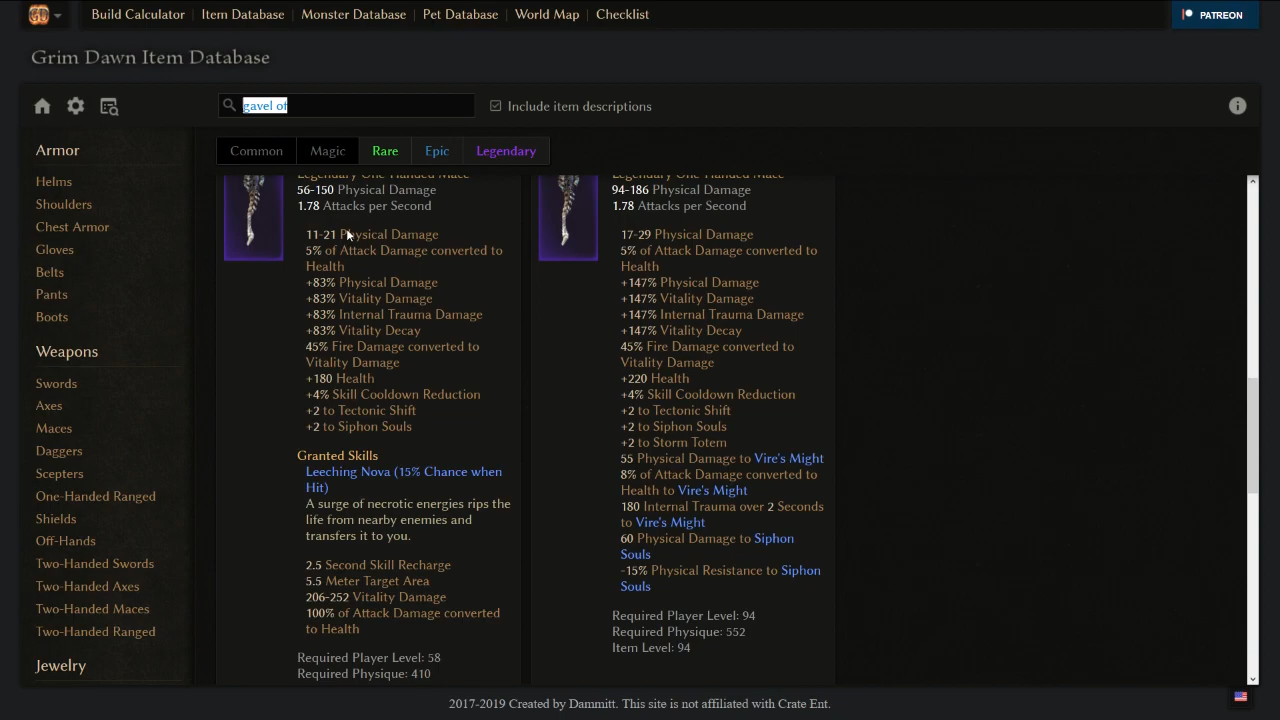 Build Calculator
Item Database
Monster Database
Pet Database
World Map
Checklist
PATREON
Grim Dawn Item Database
gavel of
Include item descriptions
Common
Magic
Rare
Epic
Legendary
Armor
Helms
Shoulders
Chest Armor
Gloves
Belts
Pants
Boots
Weapons
Swords
Axes
Maces
Daggers
Scepters
One-Handed Ranged
Shields
Off-Hands
Two-Handed Swords
Two-Handed Axes
Two-Handed Maces
Two-Handed Ranged
Jewelry
Legendary One-Handed Mace
56-150 Physical Damage
1.78 Attacks per Second
11-21 Physical Damage
5% of Attack Damage converted to
Health
+83% Physical Damage
+83% Vitality Damage
+83% Internal Trauma Damage
+83% Vitality Decay
45% Fire Damage converted to
Vitality Damage
+180 Health
+4% Skill Cooldown Reduction
+2 to Tectonic Shift
+2 to Siphon Souls
Granted Skills
Leeching Nova (15% Chance when
Hit)
A surge of necrotic energies rips the
life from nearby enemies and
transfers it to you.
2.5 Second Skill Recharge
5.5 Meter Target Area
206-252 Vitality Damage
100% of Attack Damage converted
to Health
Required Player Level: 58
Required Physique: 410
Legendary One-Handed Mace
94-186 Physical Damage
1.78 Attacks per Second
17-29 Physical Damage
5% of Attack Damage converted to
Health
+147% Physical Damage
+147% Vitality Damage
+147% Internal Trauma Damage
+147% Vitality Decay
45% Fire Damage converted to
Vitality Damage
+220 Health
+4% Skill Cooldown Reduction
+2 to Tectonic Shift
+2 to Siphon Souls
+2 to Storm Totem
55 Physical Damage to Vire's Might
8% of Attack Damage converted to
Health to Vire's Might
180 Internal Trauma over 2 Seconds
to Vire's Might
60 Physical Damage to Siphon
Souls
-15% Physical Resistance to Siphon
Souls
Required Player Level: 94
Required Physique: 552
Item Level: 94
2017-2019 Created by Dammitt. This site is not affiliated with Crate Ent.